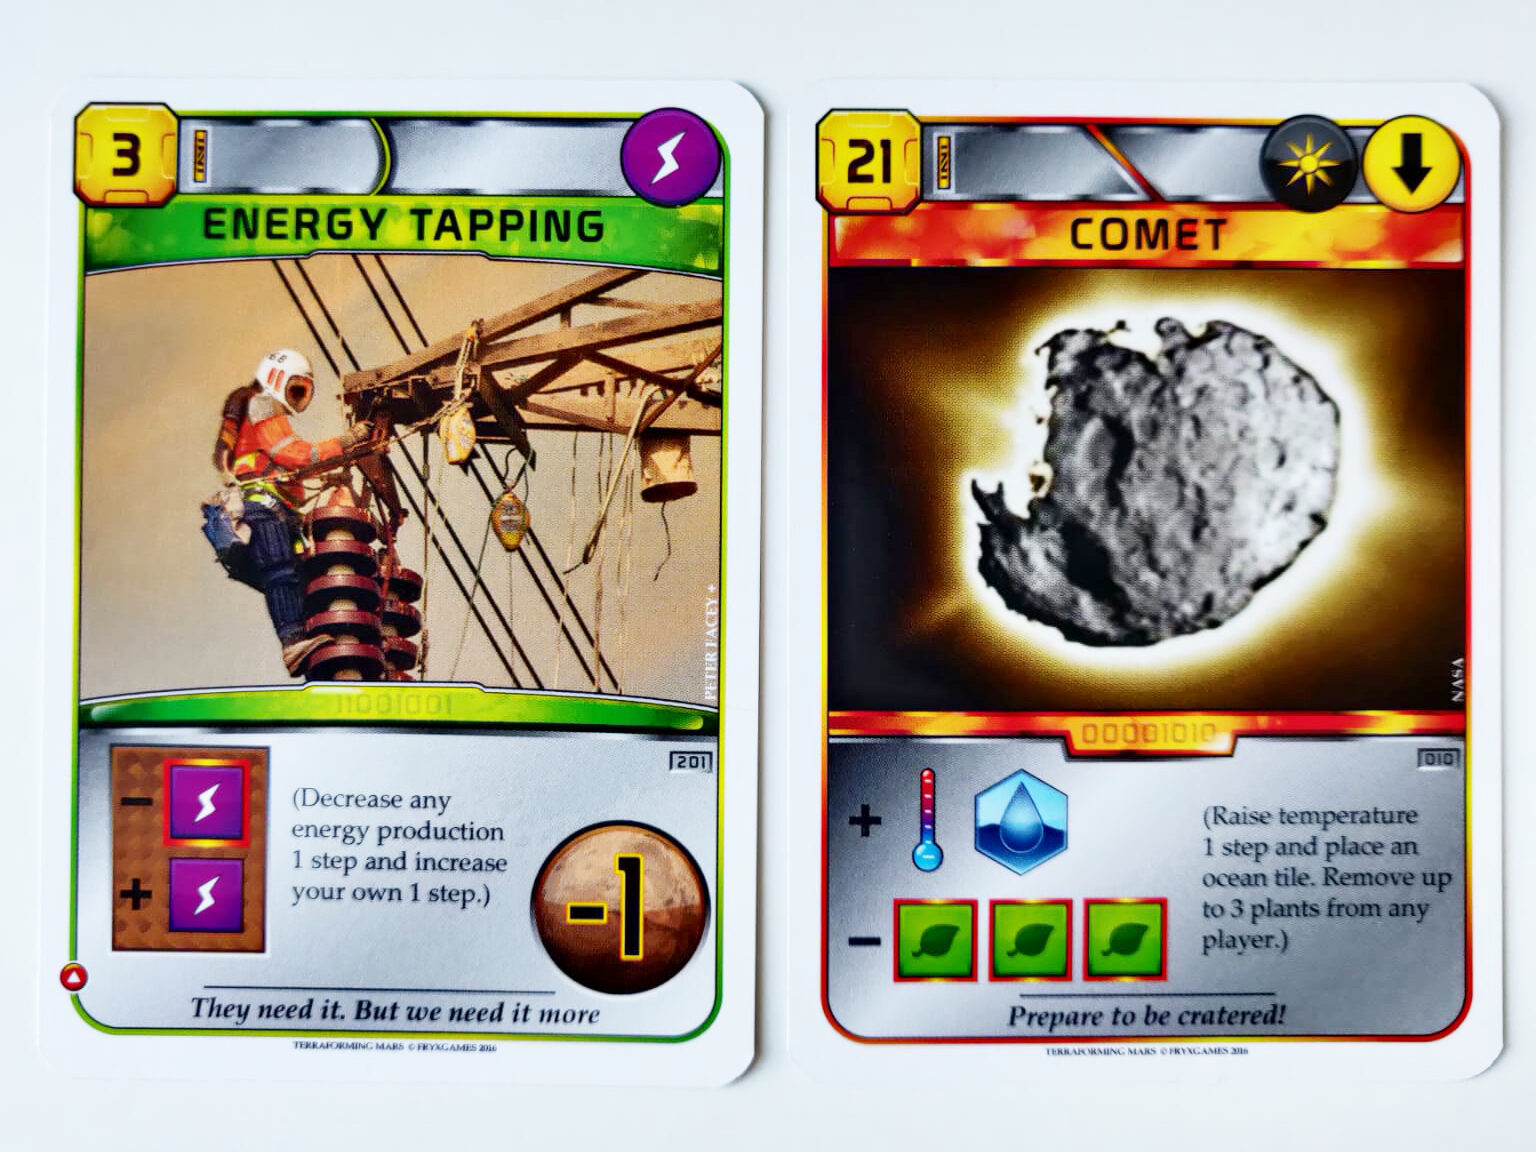 3
ENERGY TAPPING
PETER FACEY +
11001001
201
(Decrease any
energy production
1 step and increase
your own 1 step.)
-
+
-1
They need it. But we need it more
TERRAFORMING MARS © FRYXGAMES 2016
21
COMET
NASA
00001010
010
+
-
(Raise temperature
1 step and place an
ocean tile. Remove up
to 3 plants from any
player.)
Prepare to be cratered!
TERRAFORMING MARS © FRYXGAMES 2016